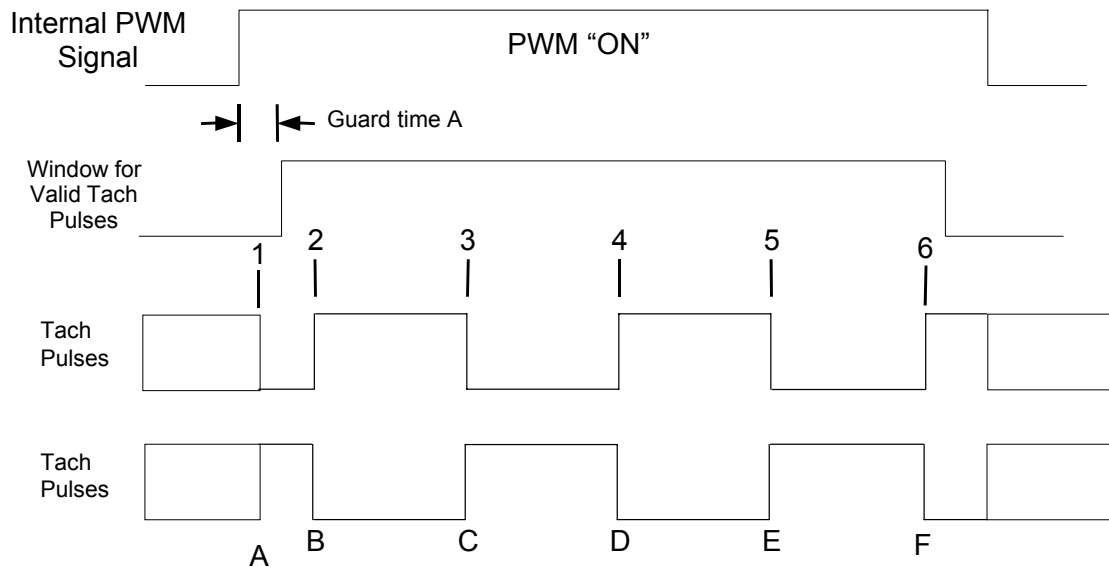 Internal PWM
Signal
PWM “ON”
Guard time A
Window for
Valid Tach
Pulses
1
2
3
4
5
6
Tach
Pulses
Tach
Pulses
A
B
C
D
E
F